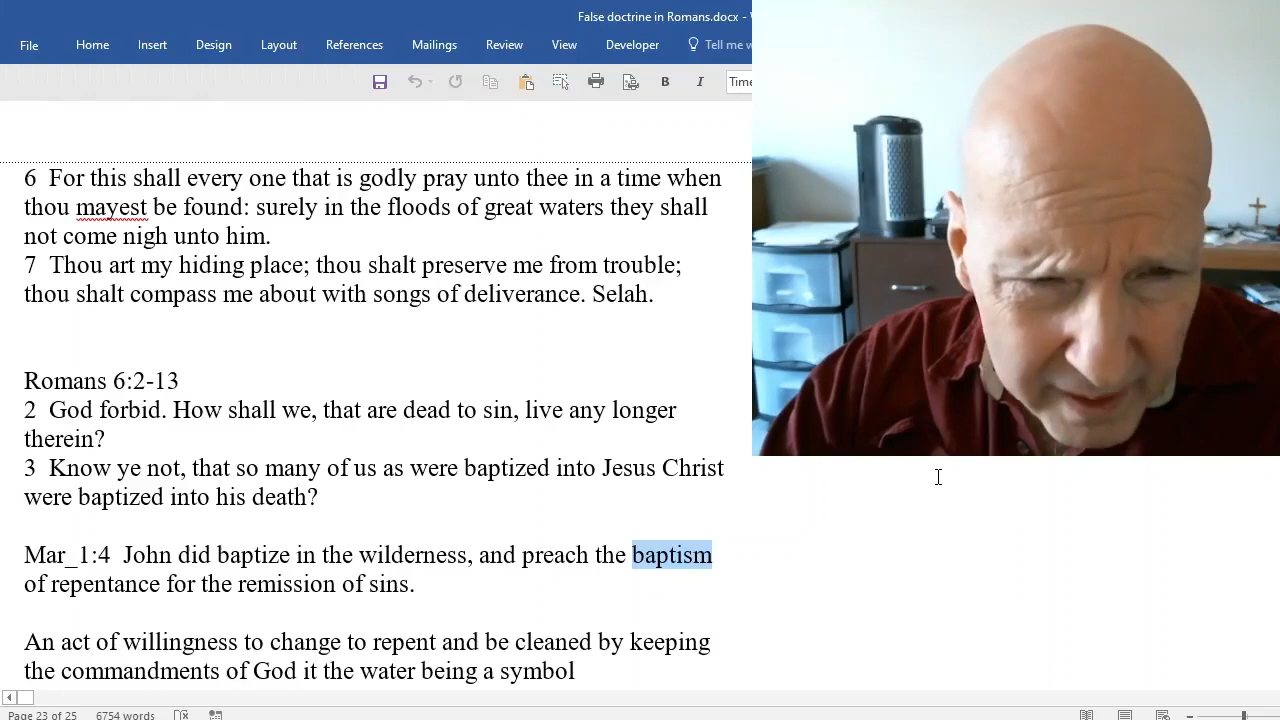 False doctrine in Romans.docx -
File Home Insert Design Layout References Mailings Review View Developer Tell me
B I Time
6 For this shall every one that is godly pray unto thee in a time when
thou mayest be found: surely in the floods of great waters they shall
not come nigh unto him.
7 Thou art my hiding place; thou shalt preserve me from trouble;
thou shalt compass me about with songs of deliverance. Selah.
Romans 6:2-13
2 God forbid. How shall we, that are dead to sin, live any longer
therein?
3 Know ye not, that so many of us as were baptized into Jesus Christ
were baptized into his death?
Mar_1:4 John did baptize in the wilderness, and preach the baptism
of repentance for the remission of sins.
An act of willingness to change to repent and be cleaned by keeping
the commandments of God it the water being a symbol
Page 23 of 25 6754 words